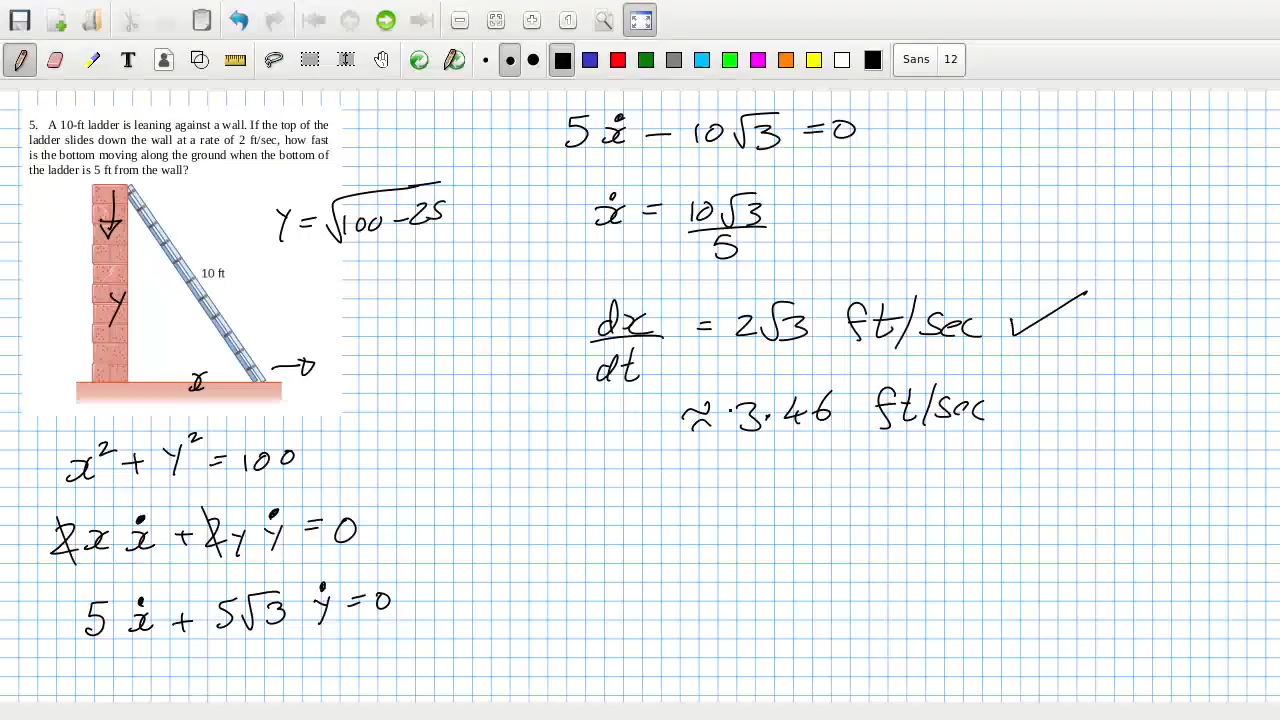 Sans 12
5. A 10-ft ladder is leaning against a wall. If the top of the
ladder slides down the wall at a rate of 2 ft/sec, how fast
is the bottom moving along the ground when the bottom of
the ladder is 5 ft from the wall?
y = √100 - 25
10 ft
y
x
x² + y² = 100
2x ẋ + 2y ẏ = 0
5 ẋ + 5√3 ẏ = 0
5 ẋ - 10√3 = 0
ẋ = 10√3
5
dx = 2√3 ft/sec ✓
dt
≈ 3.46 ft/sec